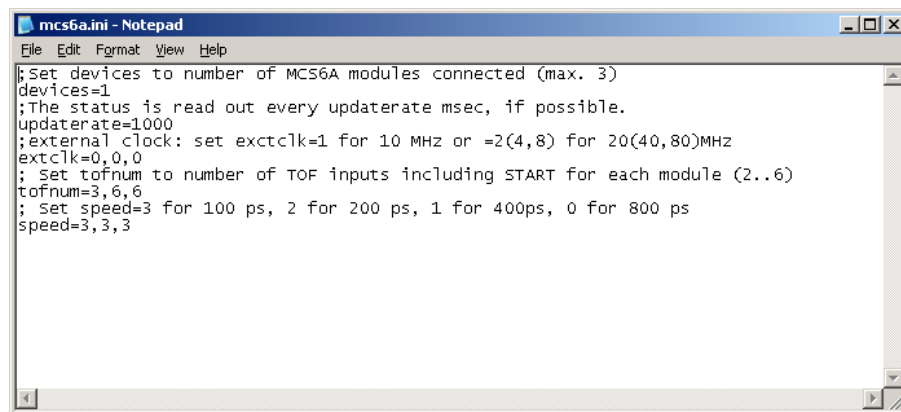 mcs6a.ini - Notepad
File Edit Format View Help
;Set devices to number of MCS6A modules connected (max. 3)
devices=1
;The status is read out every updaterate msec, if possible.
updaterate=1000
;external clock: set exctclk=1 for 10 MHz or =2(4,8) for 20(40,80)MHz
extclk=0,0,0
; Set tofnum to number of TOF inputs including START for each module (2..6)
tofnum=3,6,6
; Set speed=3 for 100 ps, 2 for 200 ps, 1 for 400ps, 0 for 800 ps
speed=3,3,3